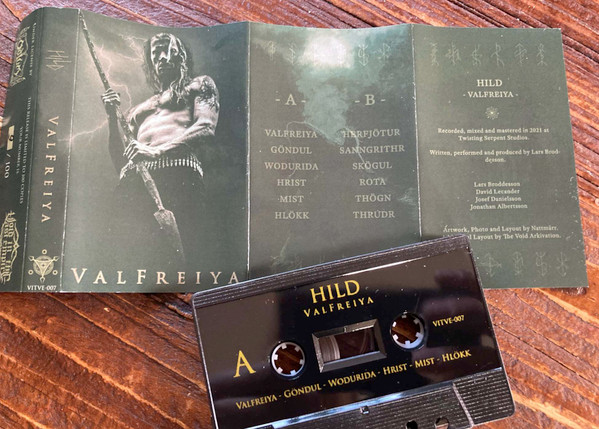 HILD
VALFREIYA
/ 100
VITVE-007
VALFREIYA
- A -
VALFREIYA
GÖNDUL
WODURIDA
HRIST
MIST
HLÖKK
- B -
HERFJÖTUR
SANNGRITHR
SKÖGUL
ROTA
THÖGN
THRUDR
HILD
- VALFREIYA -
Recorded, mixed and mastered in 2021 at
Twisting Serpent Studios.
Written, performed and produced by Lars Brod-
desson.
Lars Broddesson
David Lecander
Josef Danielsson
Jonathan Albertsson
Artwork, Photo and Layout by Nattmärr.
Layout by The Void Arkivation.
HILD
VALFREIYA
VITVE-007
A
VALFREIYA - GÖNDUL - WODURIDA - HRIST - MIST - HLÖKK